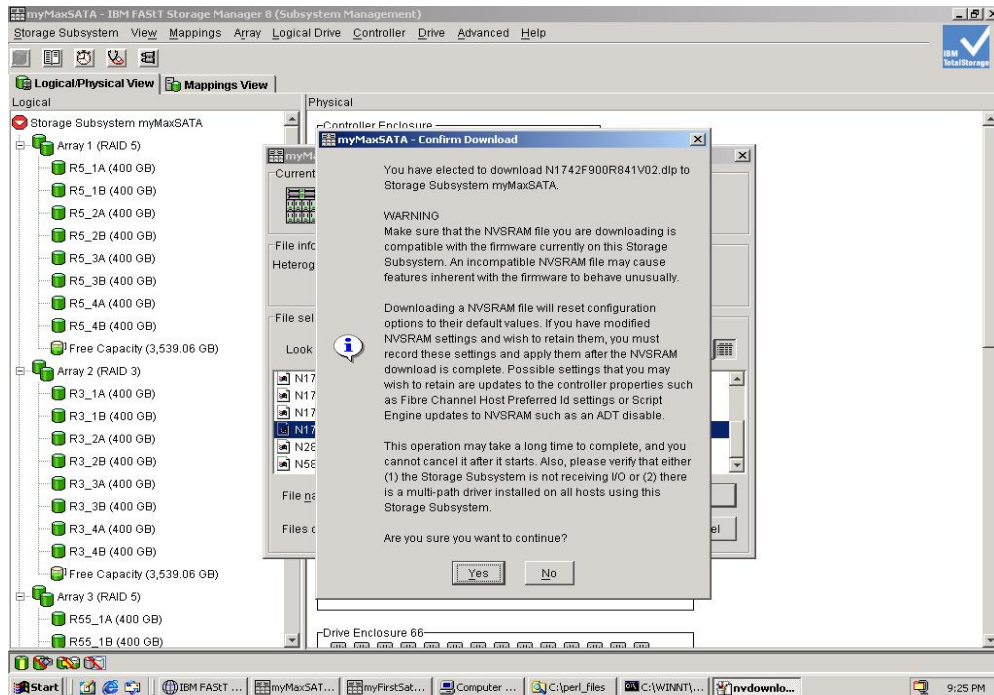 myMaxSATA - IBM FAStT Storage Manager 8 (Subsystem Management)
Storage Subsystem View Mappings Array Logical Drive Controller Drive Advanced Help
IBM
TotalStorage
Logical/Physical View Mappings View
Logical
Physical
Storage Subsystem myMaxSATA
Array 1 (RAID 5)
R5_1A (400 GB)
R5_1B (400 GB)
R5_2A (400 GB)
R5_2B (400 GB)
R5_3A (400 GB)
R5_3B (400 GB)
R5_4A (400 GB)
R5_4B (400 GB)
Free Capacity (3,539.06 GB)
Array 2 (RAID 3)
R3_1A (400 GB)
R3_1B (400 GB)
R3_2A (400 GB)
R3_2B (400 GB)
R3_3A (400 GB)
R3_3B (400 GB)
R3_4A (400 GB)
R3_4B (400 GB)
Free Capacity (3,539.06 GB)
Array 3 (RAID 5)
R55_1A (400 GB)
R55_1B (400 GB)
Controller Enclosure
myM
Current
File info
Heterog
File sel
Look
N17
N17
N17
N17
N28
N58
File na
Files o
el
myMaxSATA - Confirm Download
You have elected to download N1742F900R841V02.dlp to
Storage Subsystem myMaxSATA.
WARNING
Make sure that the NVSRAM file you are downloading is
compatible with the firmware currently on this Storage
Subsystem. An incompatible NVSRAM file may cause
features inherent with the firmware to behave unusually.
Downloading a NVSRAM file will reset configuration
options to their default values. If you have modified
NVSRAM settings and wish to retain them, you must
record these settings and apply them after the NVSRAM
download is complete. Possible settings that you may
wish to retain are updates to the controller properties such
as Fibre Channel Host Preferred Id settings or Script
Engine updates to NVSRAM such as an ADT disable.
This operation may take a long time to complete, and you
cannot cancel it after it starts. Also, please verify that either
(1) the Storage Subsystem is not receiving I/O or (2) there
is a multi-path driver installed on all hosts using this
Storage Subsystem.
Are you sure you want to continue?
Yes No
Drive Enclosure 66
Start IBM FAStT ... myMaxSAT... myFirstSat... Computer ... C:\perl_files C:\WINNT\... nvdownlo... 9:25 PM